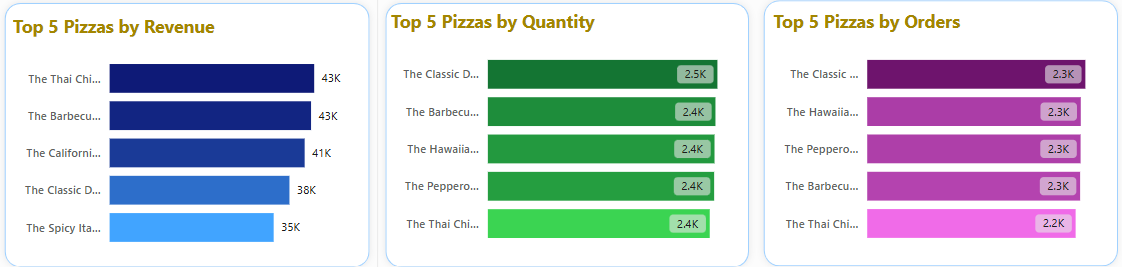 Top 5 Pizzas by Revenue
The Thai Chi... 43K
The Barbecu... 43K
The Californi... 41K
The Classic D... 38K
The Spicy Ita... 35K
Top 5 Pizzas by Quantity
The Classic D... 2.5K
The Barbecu... 2.4K
The Hawaiia... 2.4K
The Peppero... 2.4K
The Thai Chi... 2.4K
Top 5 Pizzas by Orders
The Classic ... 2.3K
The Hawaiia... 2.3K
The Peppero... 2.3K
The Barbecu... 2.3K
The Thai Chi... 2.2K